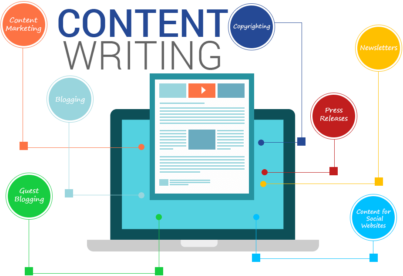 CONTENT
WRITING
Content
Marketing
Copyrighting
Newsletters
Blogging
Press
Releases
Guest
Blogging
Content for
Social
Websites